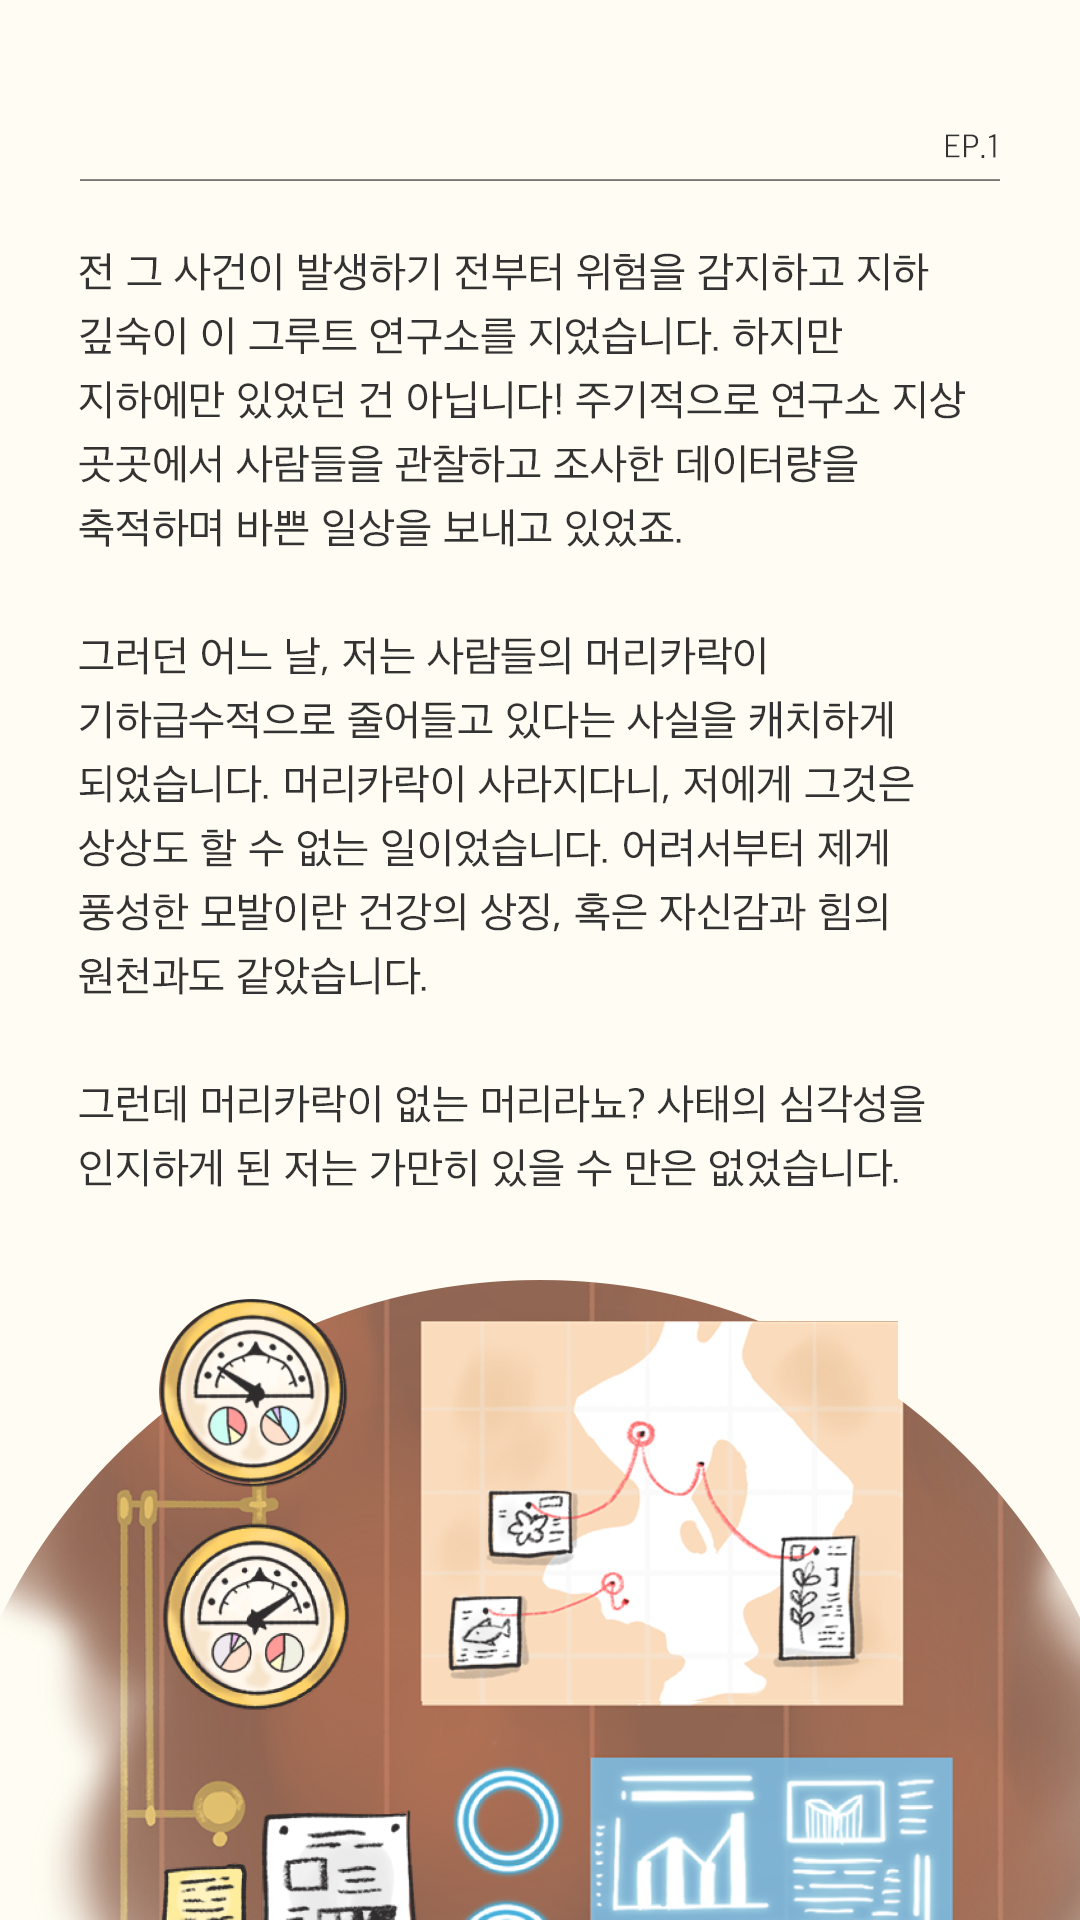 EP.1
전 그 사건이 발생하기 전부터 위험을 감지하고 지하
깊숙이 이 그루트 연구소를 지었습니다. 하지만
지하에만 있었던 건 아닙니다! 주기적으로 연구소 지상
곳곳에서 사람들을 관찰하고 조사한 데이터량을
축적하며 바쁜 일상을 보내고 있었죠.
그러던 어느 날, 저는 사람들의 머리카락이
기하급수적으로 줄어들고 있다는 사실을 캐치하게
되었습니다. 머리카락이 사라지다니, 저에게 그것은
상상도 할 수 없는 일이었습니다. 어려서부터 제게
풍성한 모발이란 건강의 상징, 혹은 자신감과 힘의
원천과도 같았습니다.
그런데 머리카락이 없는 머리라뇨? 사태의 심각성을
인지하게 된 저는 가만히 있을 수 만은 없었습니다.